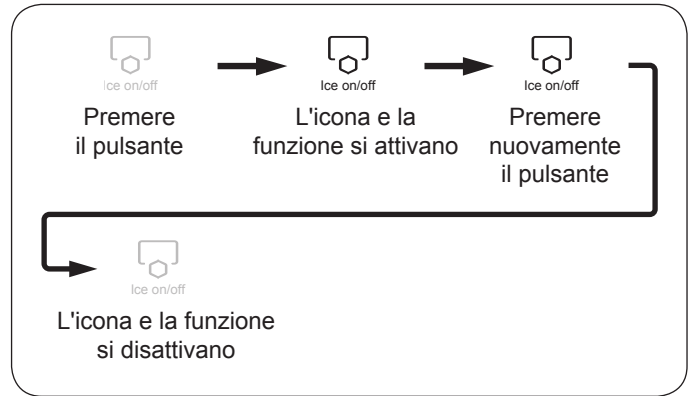 Ice on/off
Premere
il pulsante
Ice on/off
L'icona e la
funzione si attivano
Ice on/off
Premere
nuovamente
il pulsante
Ice on/off
L'icona e la funzione
si disattivano